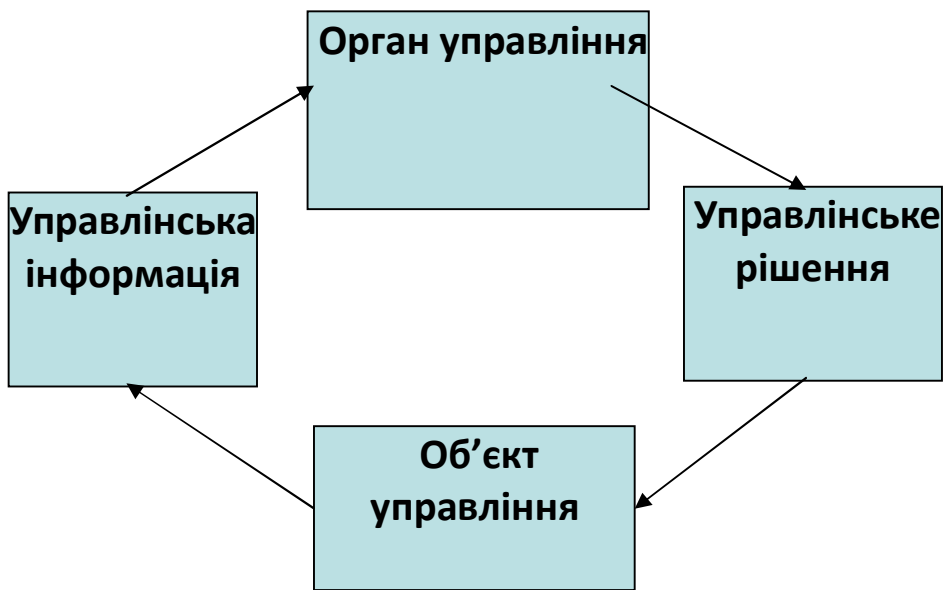 Орган управління
Управлінська
інформація
Управлінське
рішення
Об’єкт
управління